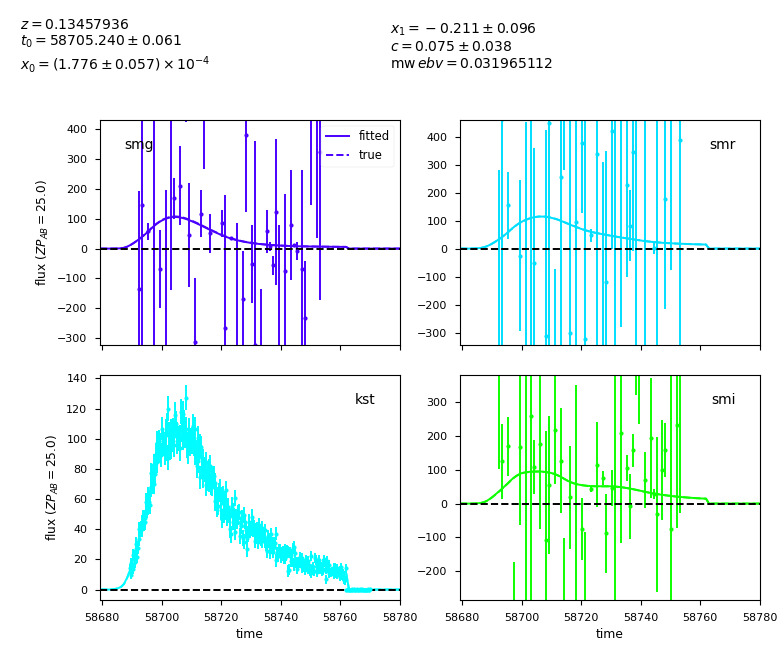 z = 0.13457936
t₀ = 58705.240 ± 0.061
x₀ = (1.776 ± 0.057) × 10⁻⁴
x₁ = −0.211 ± 0.096
c = 0.075 ± 0.038
mw ebv = 0.031965112
smg
fitted
true
400
300
200
100
0
−100
−200
−300
flux (ZP_AB = 25.0)
smr
400
300
200
100
0
−100
−200
−300
kst
140
120
100
80
60
40
20
0
flux (ZP_AB = 25.0)
58680 58700 58720 58740 58760 58780
time
smi
300
200
100
0
−100
−200
58680 58700 58720 58740 58760 58780
time